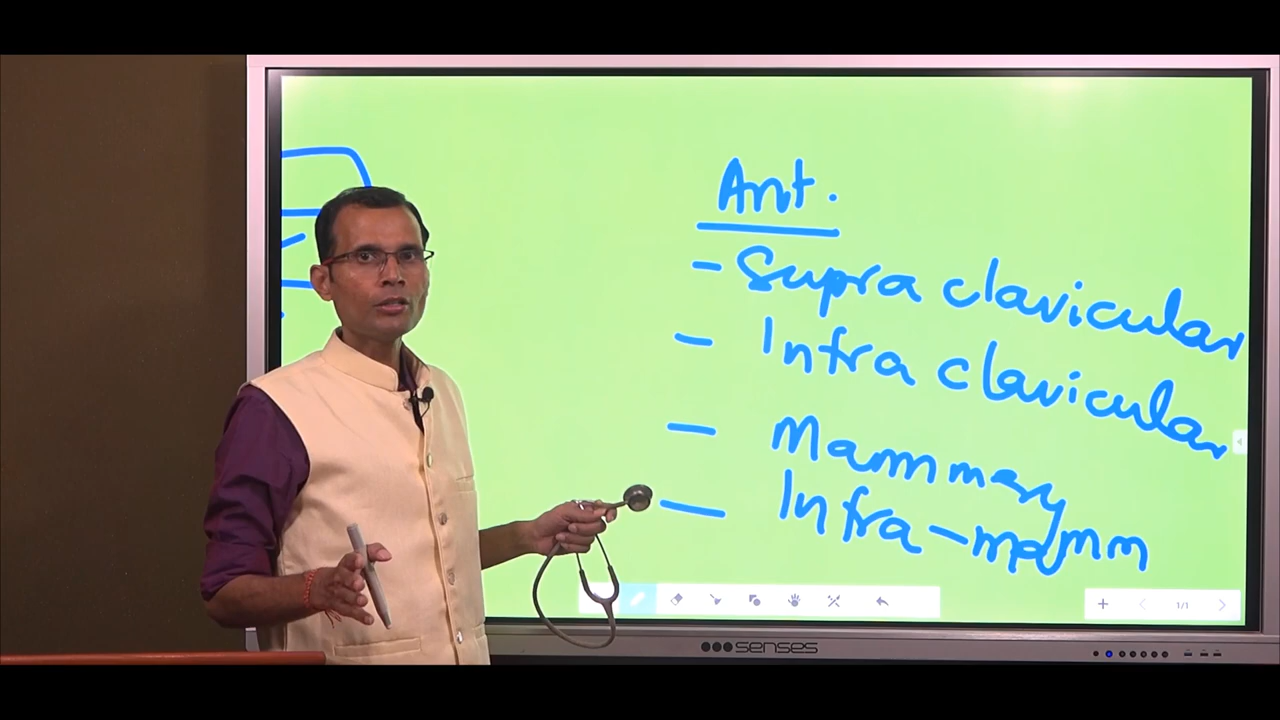 Ant.
- Supra clavicular
- Infra clavicular
- Mammary
- Infra-mamm
1/1
senses